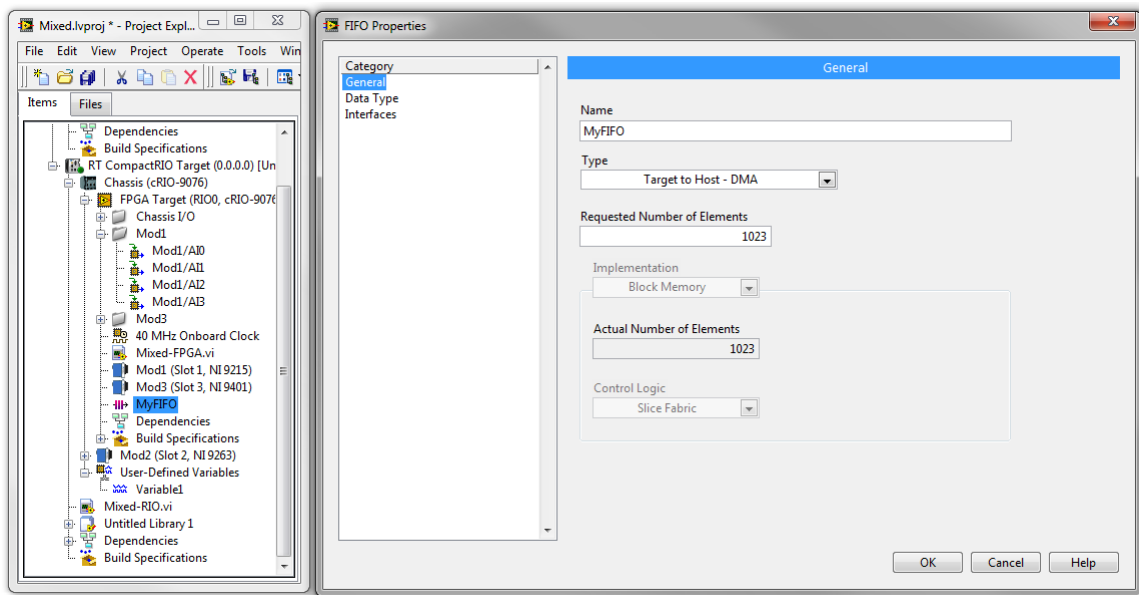 Mixed.lvproj * - Project Expl...
File Edit View Project Operate Tools Win
Items Files
Dependencies
Build Specifications
RT CompactRIO Target (0.0.0.0) [Un
Chassis (cRIO-9076)
FPGA Target (RIO0, cRIO-9076
Chassis I/O
Mod1
Mod1/AI0
Mod1/AI1
Mod1/AI2
Mod1/AI3
Mod3
40 MHz Onboard Clock
Mixed-FPGA.vi
Mod1 (Slot 1, NI 9215)
Mod3 (Slot 3, NI 9401)
MyFIFO
Dependencies
Build Specifications
Mod2 (Slot 2, NI 9263)
User-Defined Variables
Variable1
Mixed-RIO.vi
Untitled Library 1
Dependencies
Build Specifications
FIFO Properties
Category
General
Data Type
Interfaces
General
Name
MyFIFO
Type
Target to Host - DMA
Requested Number of Elements
1023
Implementation
Block Memory
Actual Number of Elements
1023
Control Logic
Slice Fabric
OK Cancel Help